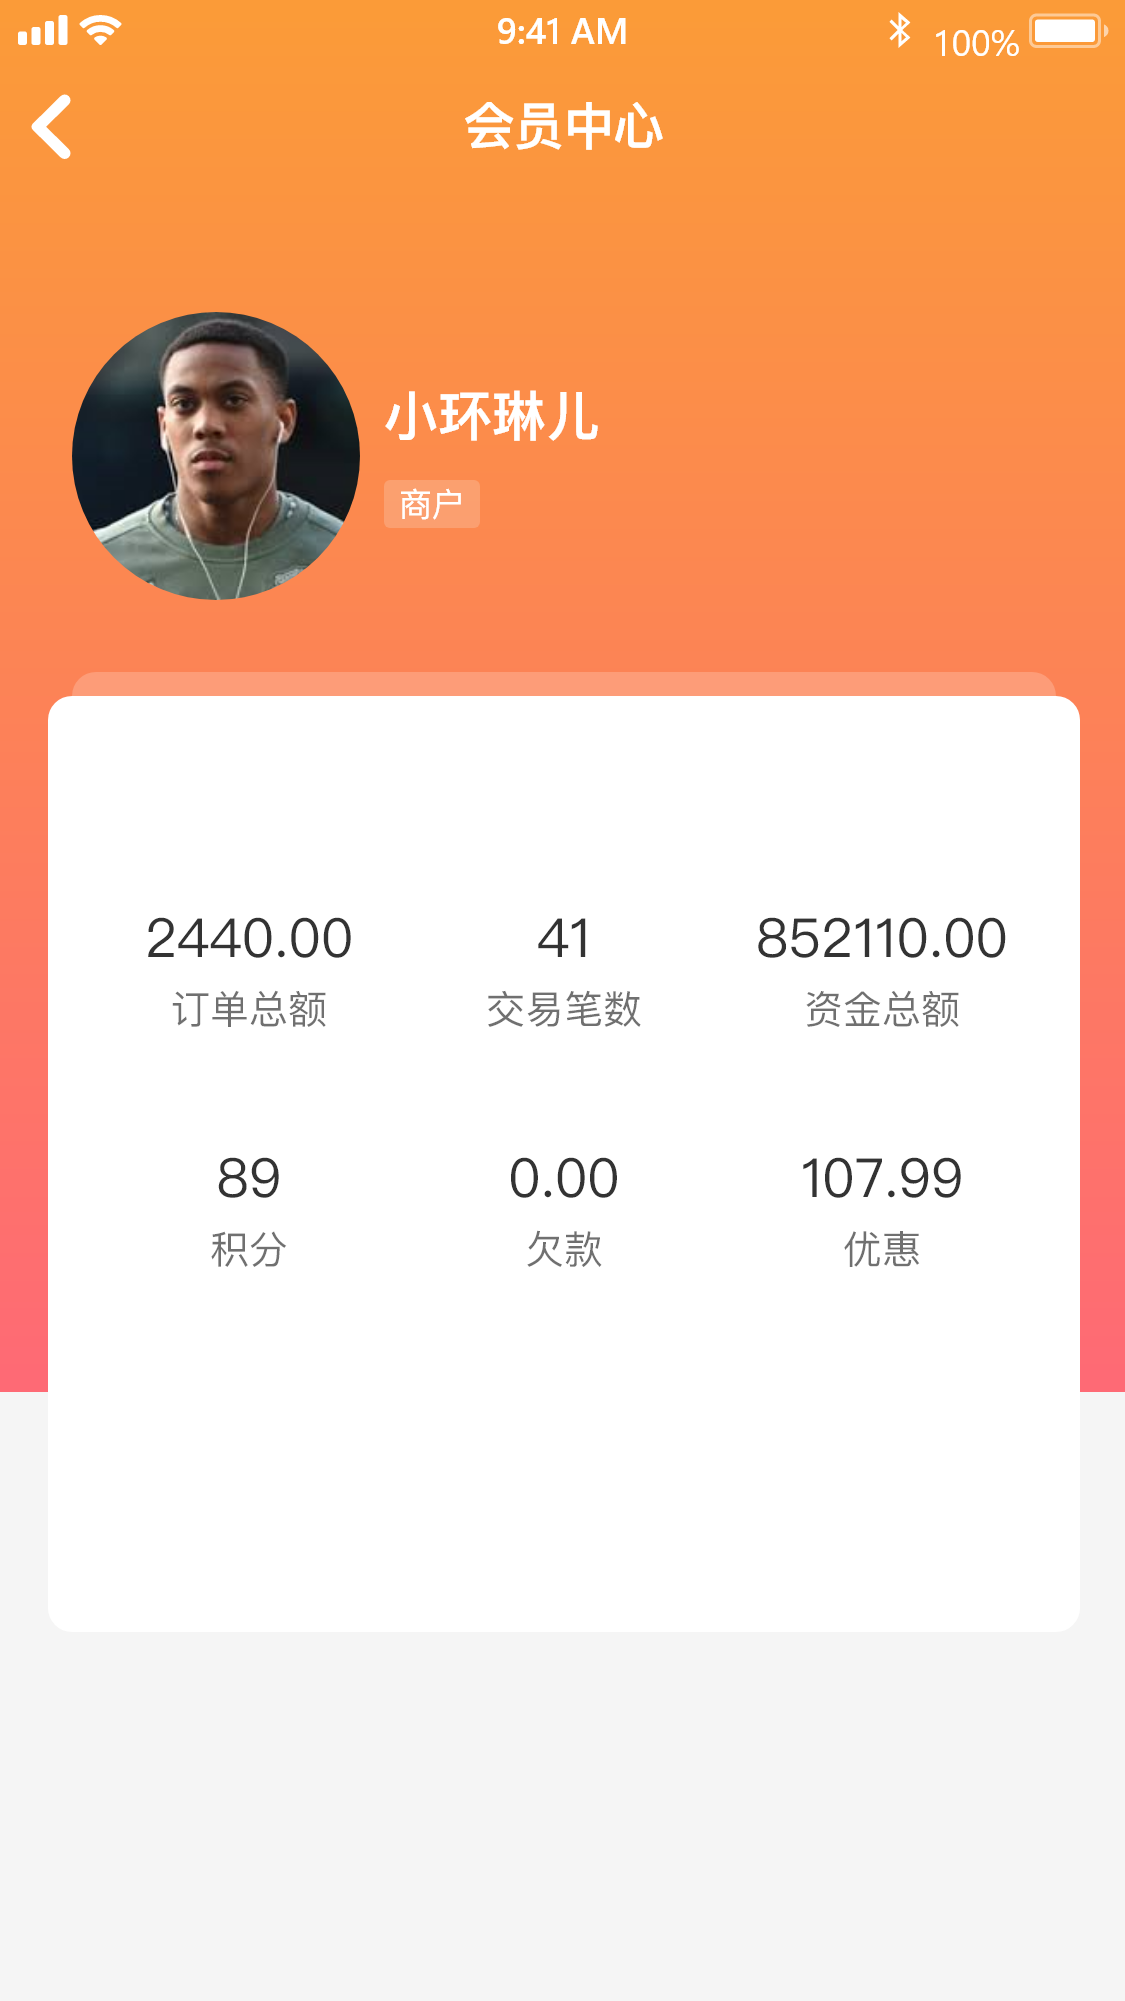 9:41 AM 100%
会员中心
小环琳儿
商户
2440.00 41 852110.00
订单总额 交易笔数 资金总额
89 0.00 107.99
积分 欠款 优惠